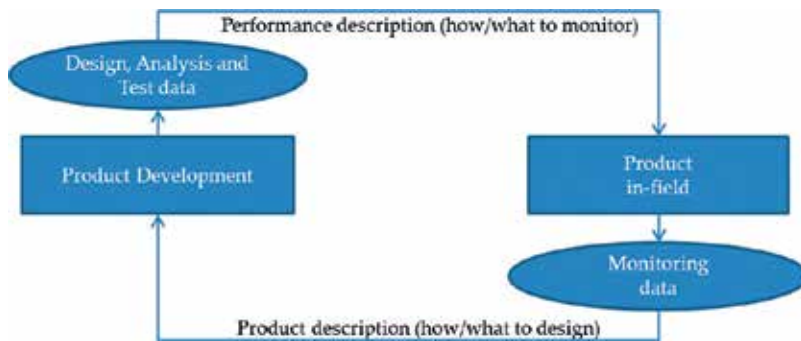 Performance description (how/what to monitor)
Design, Analysis and
Test data
Product Development
Product
in-field
Monitoring
data
Product description (how/what to design)